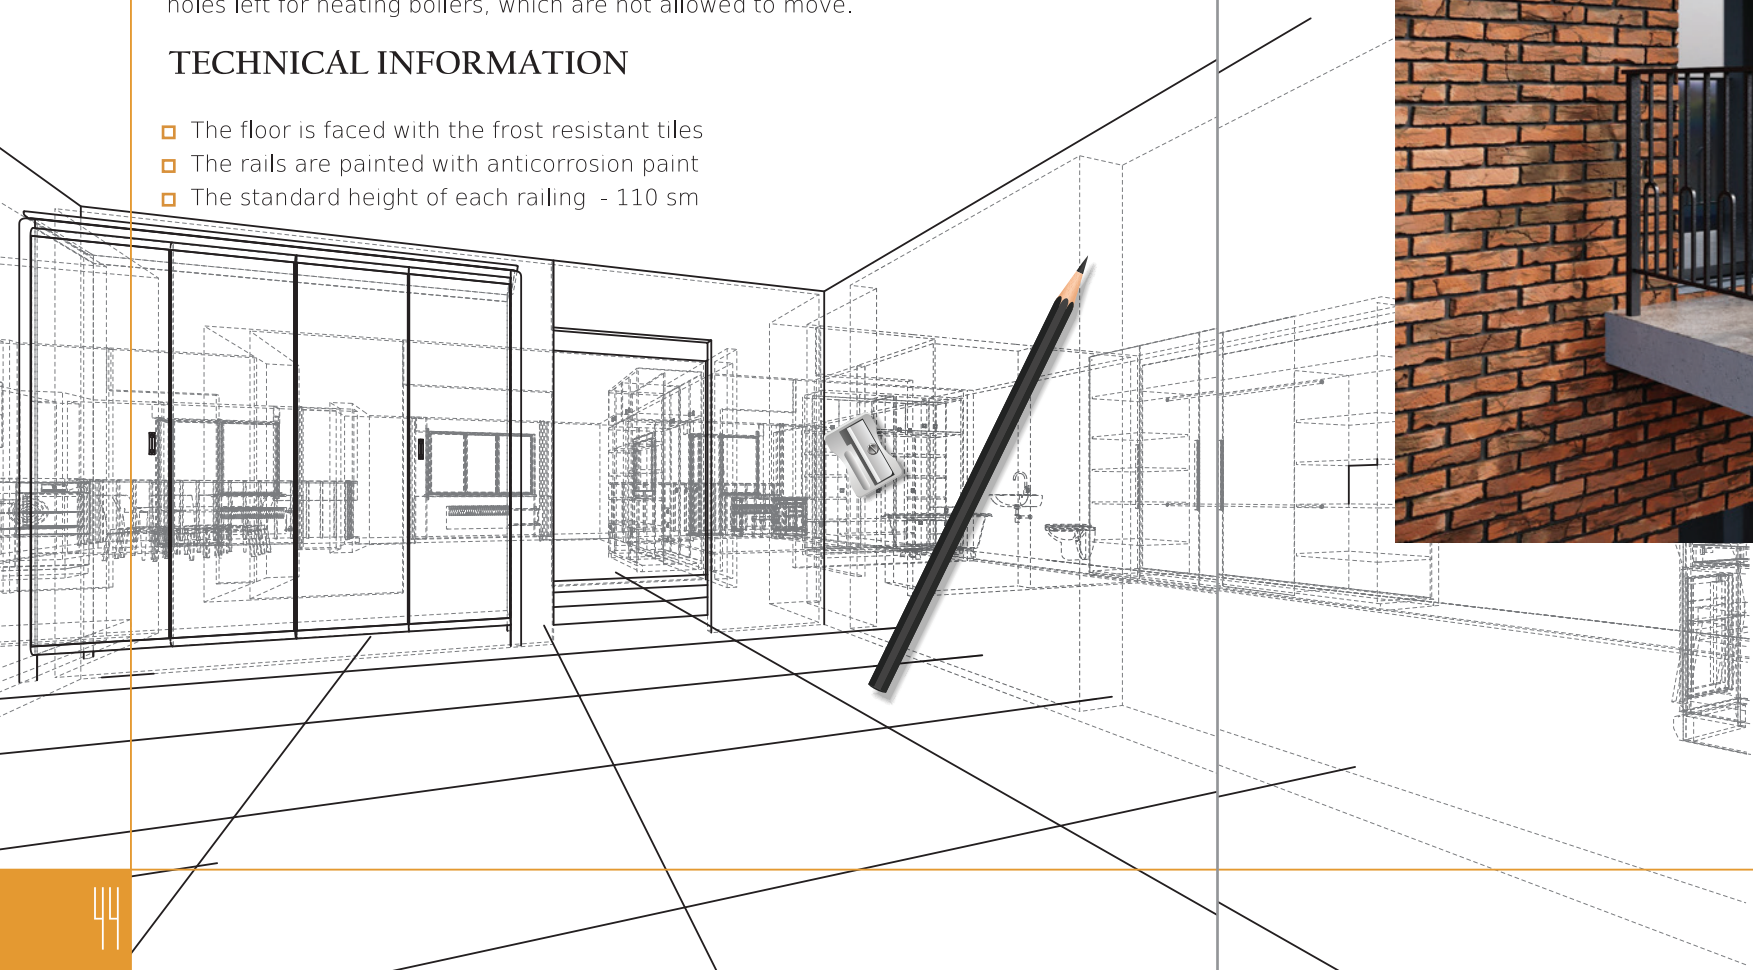 holes left for heating boilers, which are not allowed to move.
TECHNICAL INFORMATION
The floor is faced with the frost resistant tiles
The rails are painted with anticorrosion paint
The standard height of each railing - 110 sm
44